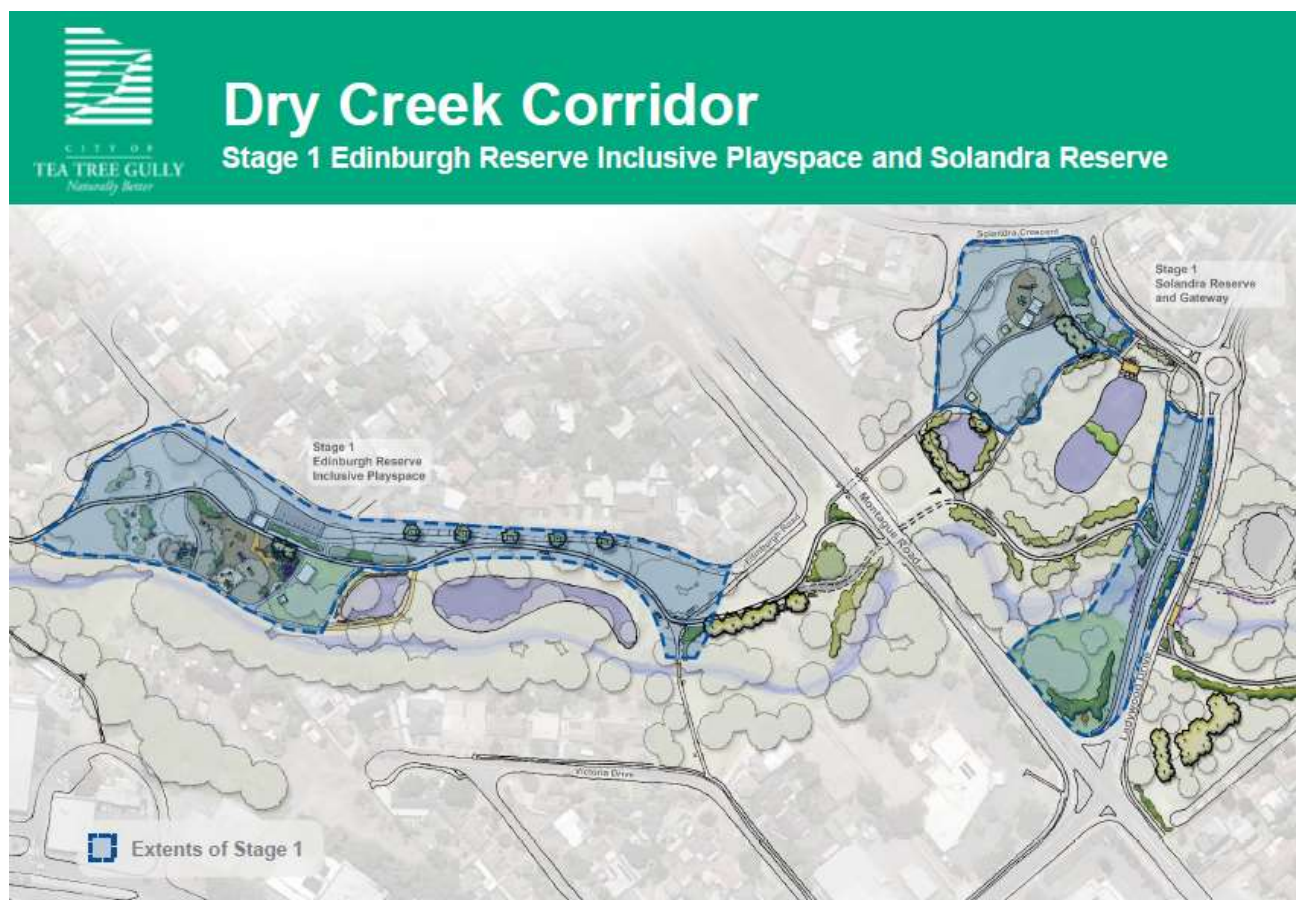 CITY OF
TEA TREE GULLY
Naturally Better
Dry Creek Corridor
Stage 1 Edinburgh Reserve Inclusive Playspace and Solandra Reserve
Solandra Crescent
Stage 1
Solandra Reserve
and Gateway
Stage 1
Edinburgh Reserve
Inclusive Playspace
Edinburgh Road
Montague Road
Ladywood Drive
Victoria Drive
Extents of Stage 1